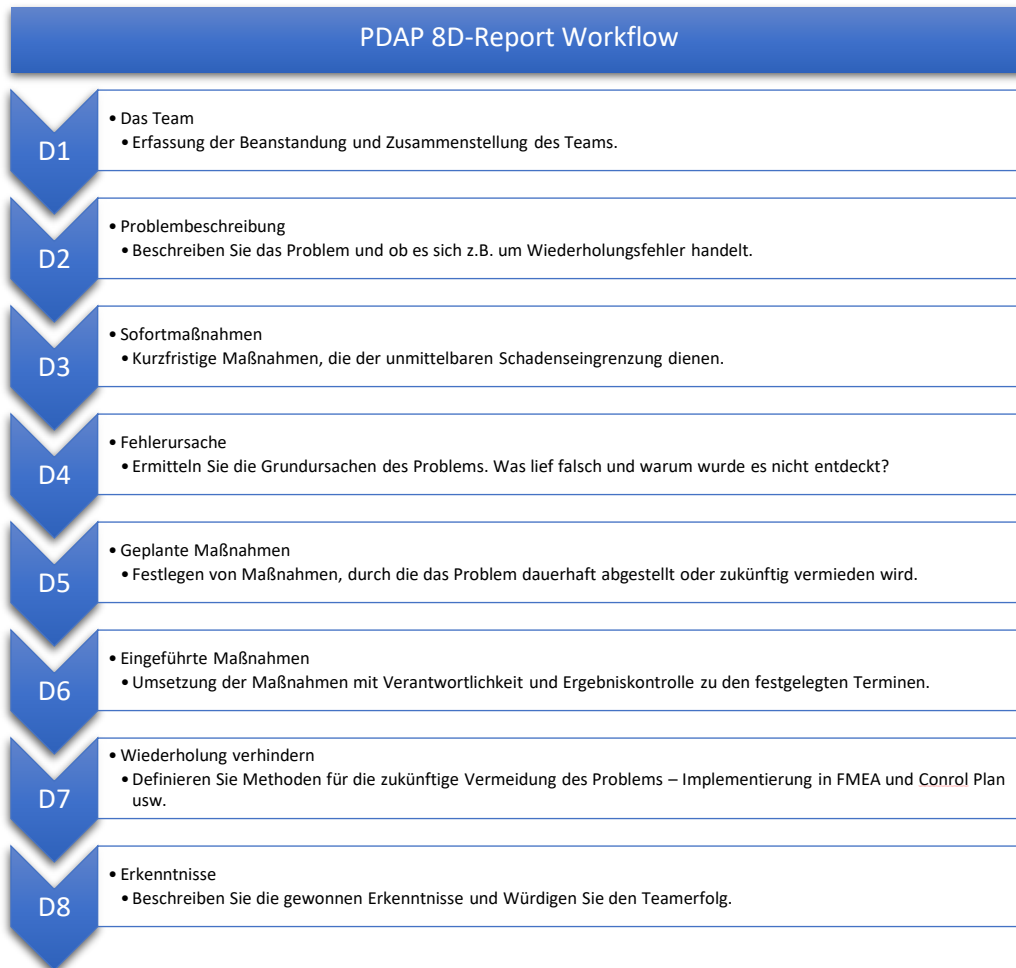 PDAP 8D-Report Workflow
D1
• Das Team
• Erfassung der Beanstandung und Zusammenstellung des Teams.
D2
• Problembeschreibung
• Beschreiben Sie das Problem und ob es sich z.B. um Wiederholungsfehler handelt.
D3
• Sofortmaßnahmen
• Kurzfristige Maßnahmen, die der unmittelbaren Schadenseingrenzung dienen.
D4
• Fehlerursache
• Ermitteln Sie die Grundursachen des Problems. Was lief falsch und warum wurde es nicht entdeckt?
D5
• Geplante Maßnahmen
• Festlegen von Maßnahmen, durch die das Problem dauerhaft abgestellt oder zukünftig vermieden wird.
D6
• Eingeführte Maßnahmen
• Umsetzung der Maßnahmen mit Verantwortlichkeit und Ergebniskontrolle zu den festgelegten Terminen.
D7
• Wiederholung verhindern
• Definieren Sie Methoden für die zukünftige Vermeidung des Problems – Implementierung in FMEA und Conrol Plan
usw.
D8
• Erkenntnisse
• Beschreiben Sie die gewonnen Erkenntnisse und Würdigen Sie den Teamerfolg.